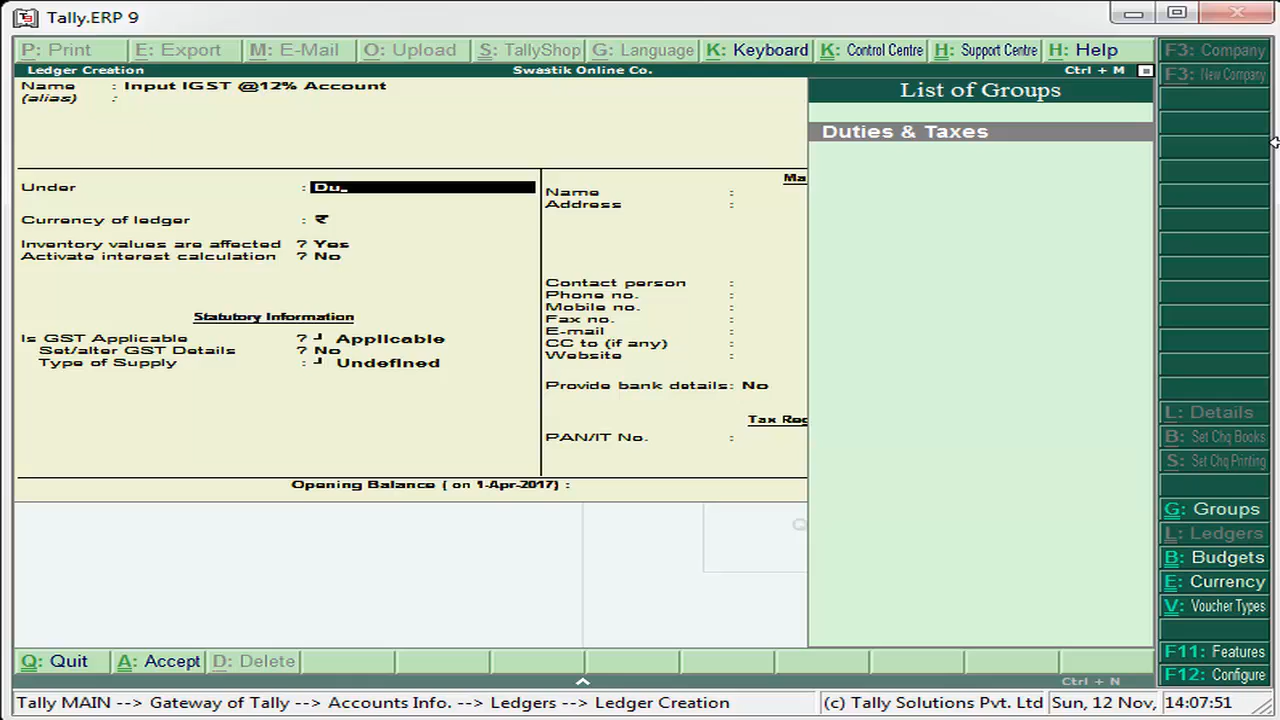 Tally.ERP 9
P: Print E: Export M: E-Mail O: Upload S: TallyShop G: Language K: Keyboard K: Control Centre H: Support Centre H: Help F3: Company
Ledger Creation Swastik Online Co. Ctrl + M F3: New Company
Name : Input IGST @12% Account List of Groups
(alias) :
Duties & Taxes
Under : Du
Name :
Address :
Currency of ledger : ₹
Inventory values are affected ? Yes
Activate interest calculation ? No
Contact person :
Phone no. :
Mobile no. :
Fax no. :
E-mail :
CC to (if any) :
Website :
Statutory Information
Is GST Applicable ? ┘ Applicable
Set/alter GST Details ? No
Type of Supply : ┘ Undefined
Provide bank details : No
PAN/IT No. :
Opening Balance ( on 1-Apr-2017) :
L: Details
B: Set Chq Books
S: Set Chq Printing
G: Groups
L: Ledgers
B: Budgets
E: Currency
V: Voucher Types
F11: Features
F12: Configure
Q: Quit A: Accept D: Delete
Ctrl + N
Tally MAIN --> Gateway of Tally --> Accounts Info. --> Ledgers --> Ledger Creation (c) Tally Solutions Pvt. Ltd Sun, 12 Nov, 14:07:51